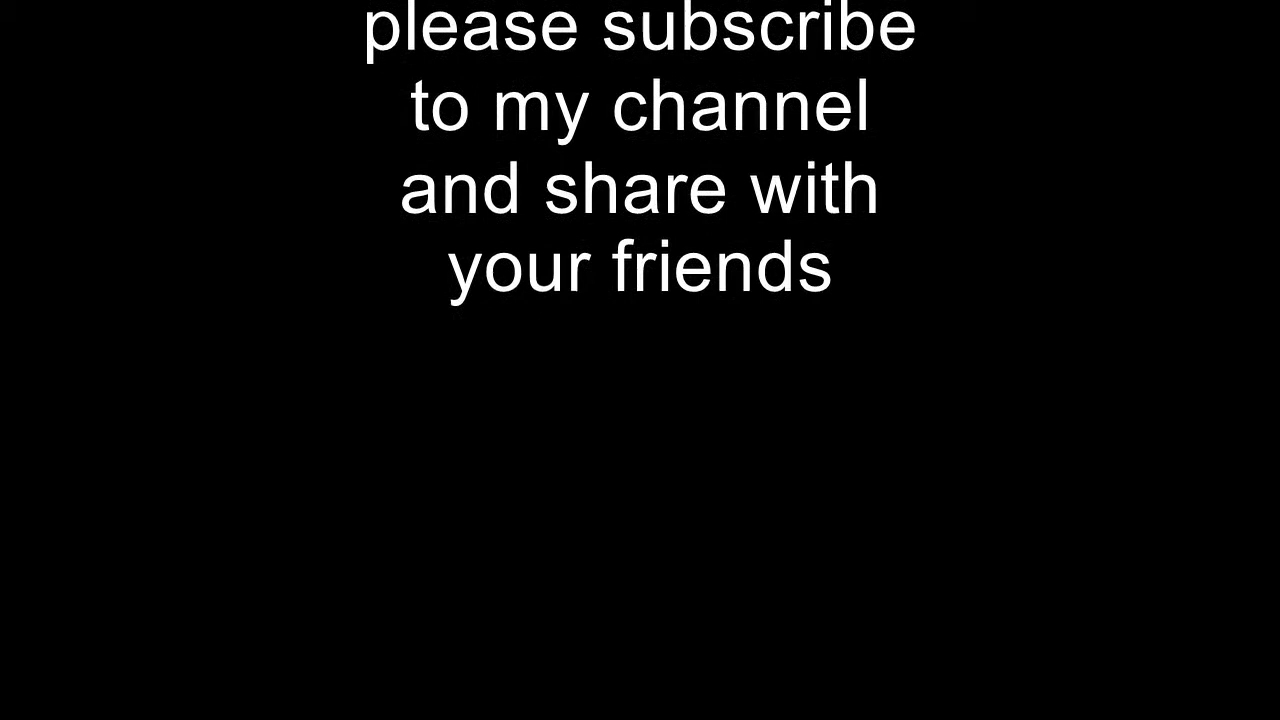 please subscribe
to my channel
and share with
your friends